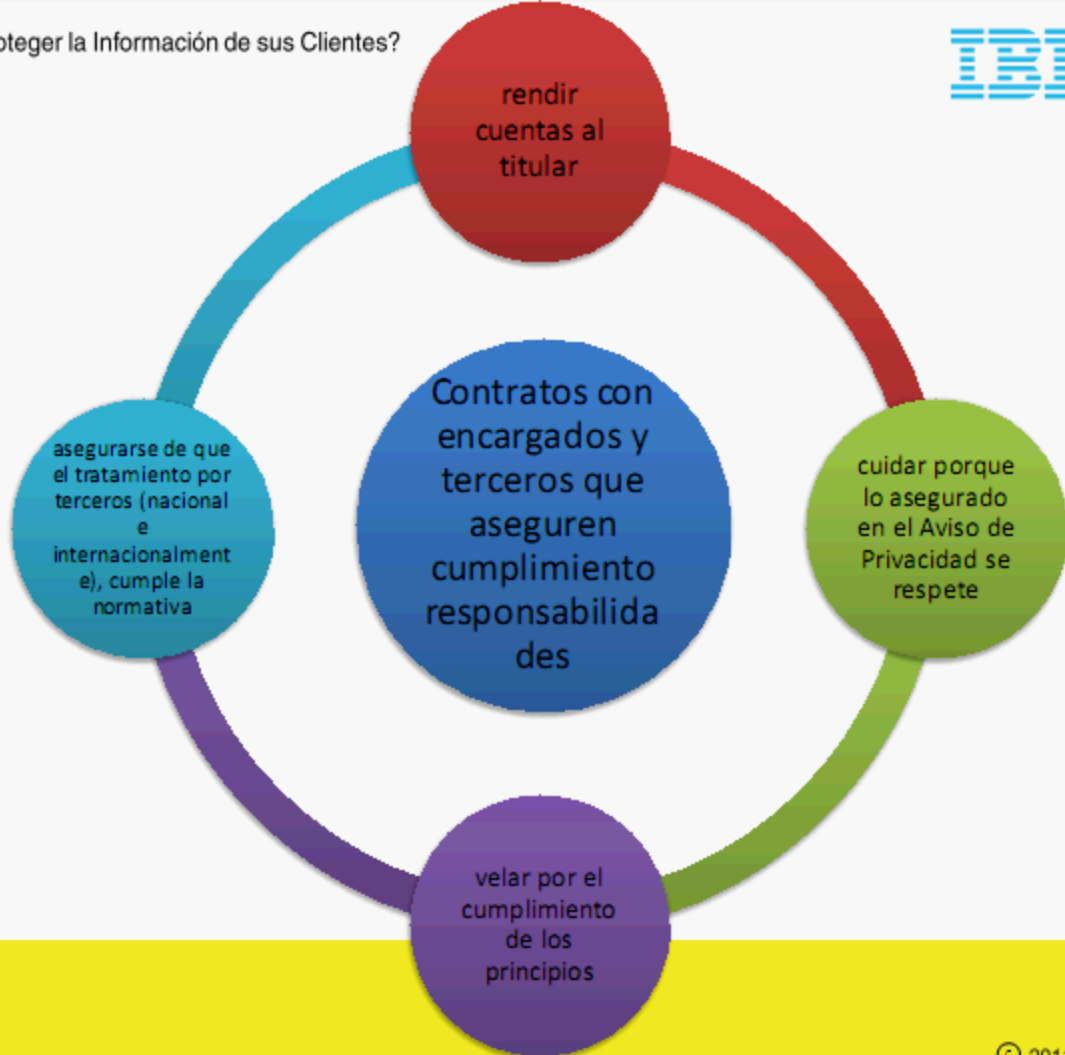 oteger la Información de sus Clientes?
IBI
rendir
cuentas al
titular
Contratos con
encargados y
terceros que
aseguren
cumplimiento
responsabilida
des
asegurarse de que
el tratamiento por
terceros (nacional
e
internacionalment
e), cumple la
normativa
cuidar porque
lo asegurado
en el Aviso de
Privacidad se
respete
velar por el
cumplimiento
de los
principios